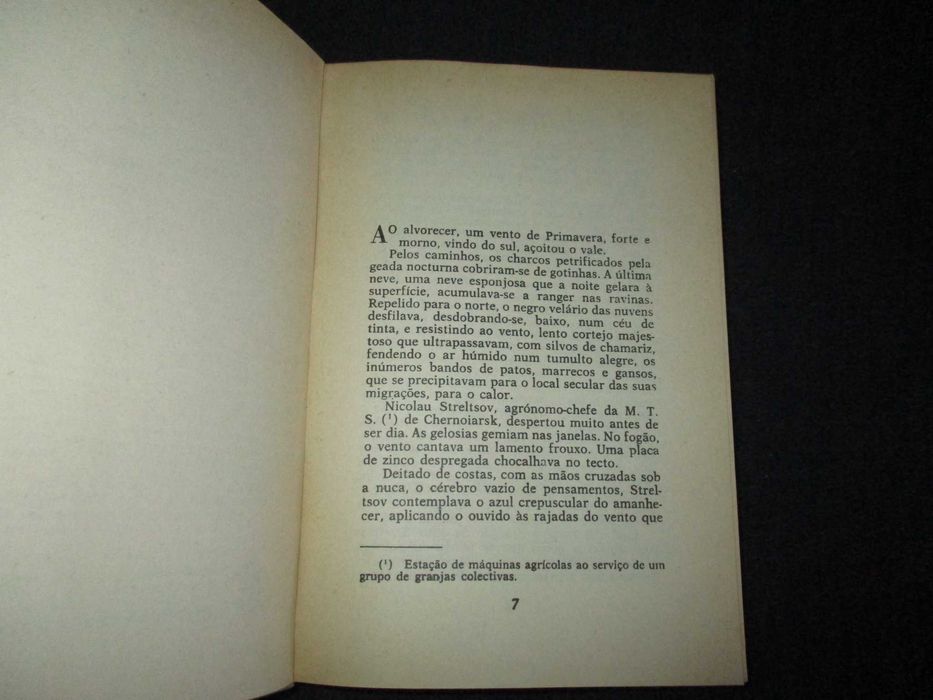 AO alvorecer, um vento de Primavera, forte e
morno, vindo do sul, açoitou o vale.
Pelos caminhos, os charcos petrificados pela
geada nocturna cobriram-se de gotinhas. A última
neve, uma neve esponjosa que a noite gelara à
superfície, acumulava-se a ranger nas ravinas.
Repelido para o norte, o negro velário das nuvens
desfilava, desdobrando-se, baixo, num céu de
tinta, e resistindo ao vento, lento cortejo majes-
toso que ultrapassavam, com silvos de chamariz,
fendendo o ar húmido num tumulto alegre, os
inúmeros bandos de patos, marrecos e gansos,
que se precipitavam para o local secular das suas
migrações, para o calor.
Nicolau Streltsov, agrónomo-chefe da M. T.
S. (¹) de Chernoiarsk, despertou muito antes de
ser dia. As gelosias gemiam nas janelas. No fogão,
o vento cantava um lamento frouxo. Uma placa
de zinco despregada chocalhava no tecto.
Deitado de costas, com as mãos cruzadas sob
a nuca, o cérebro vazio de pensamentos, Strel-
tsov contemplava o azul crepuscular do amanhe-
cer, aplicando o ouvido às rajadas do vento que
(¹) Estação de máquinas agrícolas ao serviço de um
grupo de granjas colectivas.
7